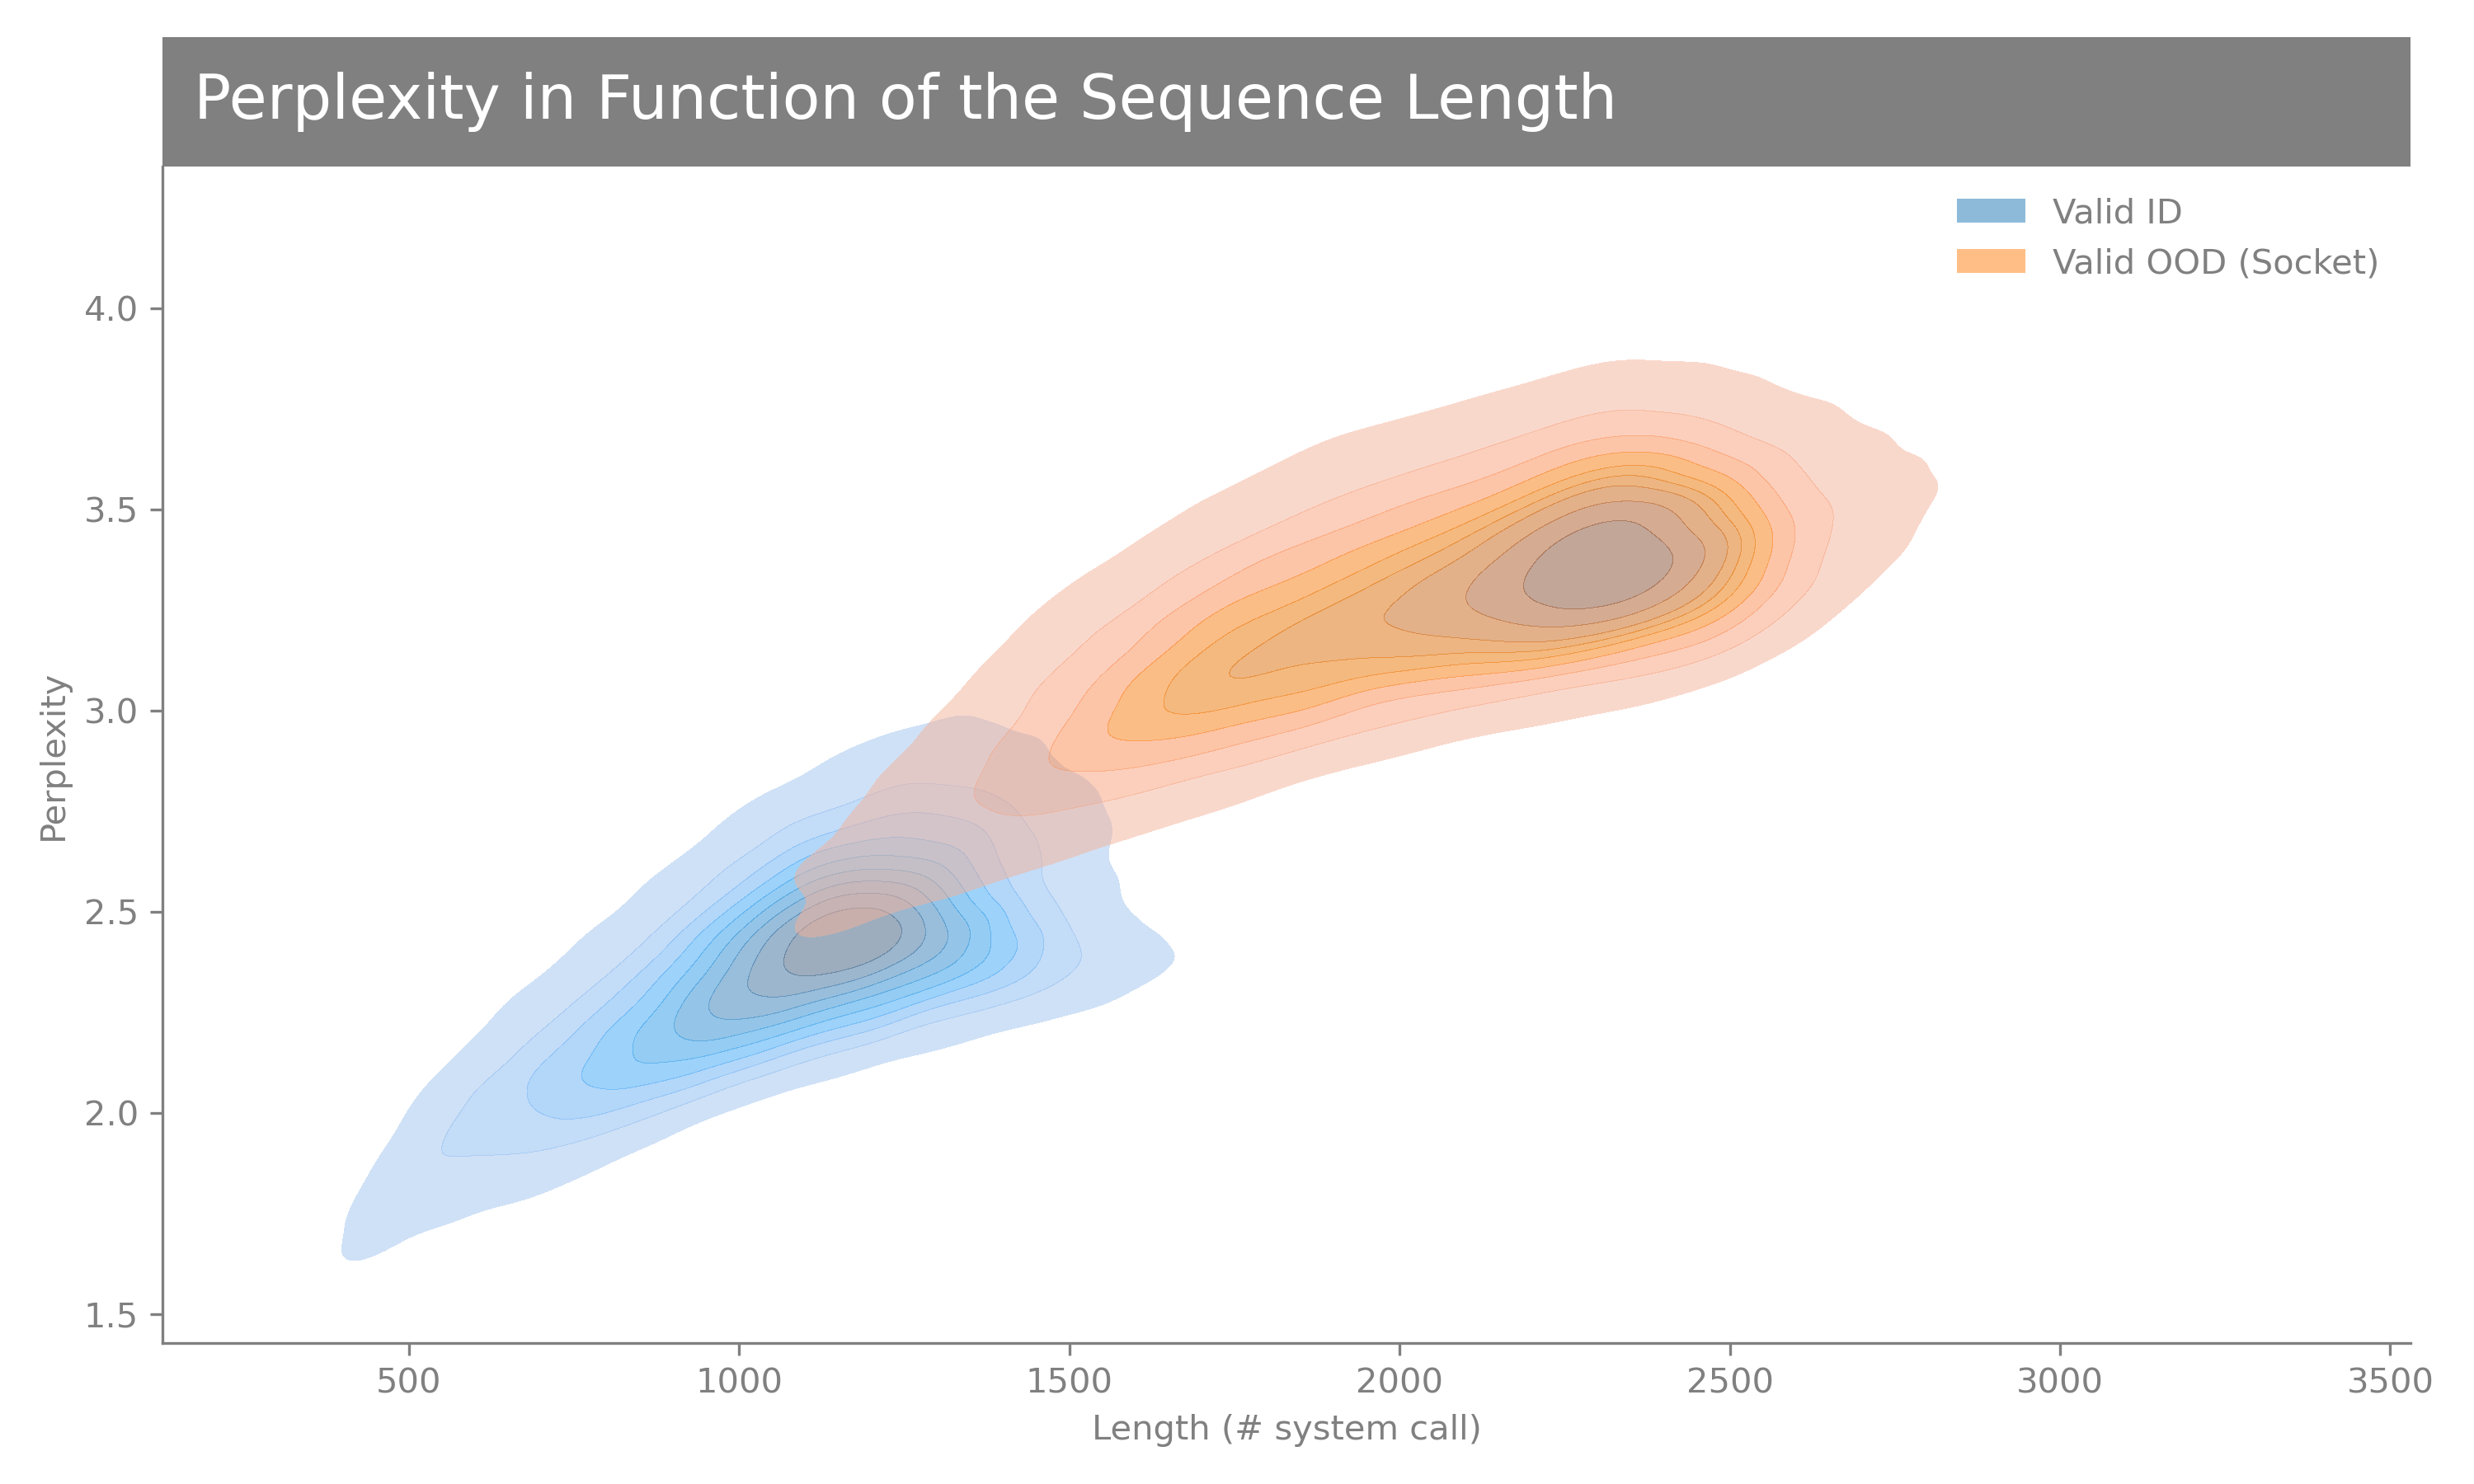 Perplexity in Function of the Sequence Length
Valid ID
Valid OOD (Socket)
4.0
3.5
3.0
2.5
2.0
1.5
Perplexity
500 1000 1500 2000 2500 3000 3500
Length (# system call)